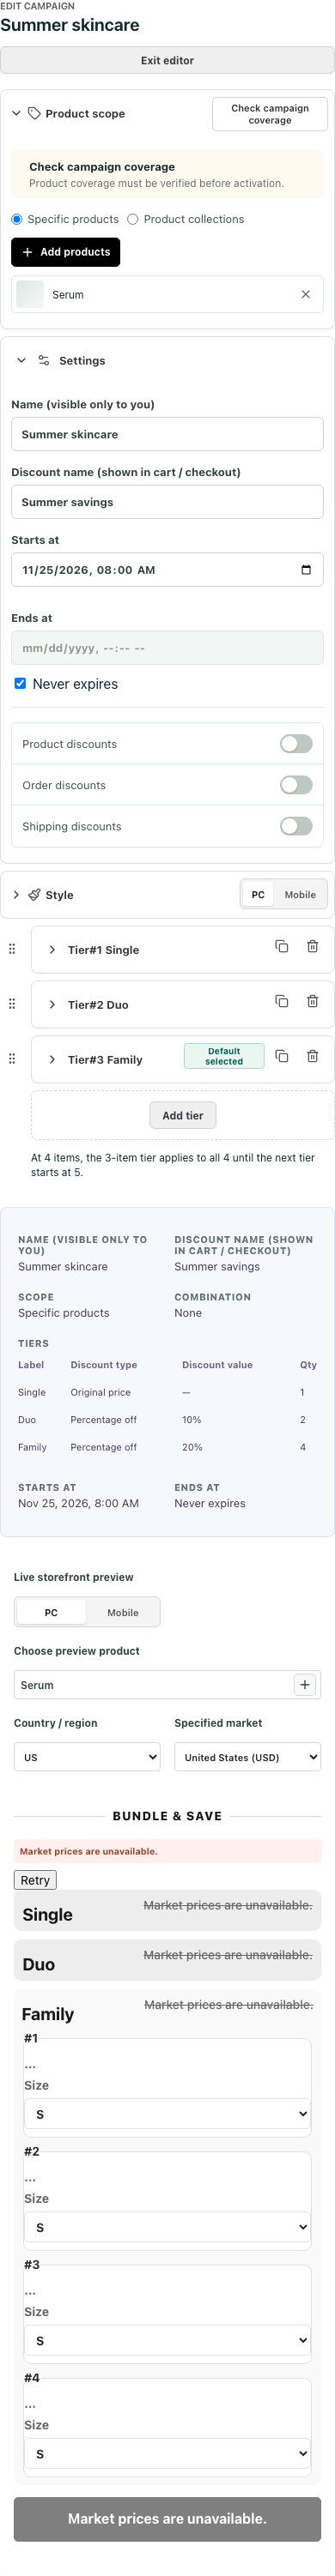 EDIT CAMPAIGN
Summer skincare
Exit editor
Product scope
Check campaign
coverage
Check campaign coverage
Product coverage must be verified before activation.
Specific products
Product collections
Add products
Serum
Settings
Name (visible only to you)
Summer skincare
Discount name (shown in cart / checkout)
Summer savings
Starts at
11/25/2026, 08:00 AM
Ends at
mm/dd/yyyy, --:-- --
Never expires
Product discounts
Order discounts
Shipping discounts
Style
PC
Mobile
Tier#1 Single
Tier#2 Duo
Tier#3 Family
Default
selected
Add tier
At 4 items, the 3-item tier applies to all 4 until the next tier
starts at 5.
NAME (VISIBLE ONLY TO
YOU)
Summer skincare
DISCOUNT NAME (SHOWN
IN CART / CHECKOUT)
Summer savings
SCOPE
Specific products
COMBINATION
None
TIERS
Label Discount type Discount value Qty
Single Original price — 1
Duo Percentage off 10% 2
Family Percentage off 20% 4
STARTS AT
Nov 25, 2026, 8:00 AM
ENDS AT
Never expires
Live storefront preview
PC
Mobile
Choose preview product
Serum
Country / region
US
Specified market
United States (USD)
BUNDLE & SAVE
Market prices are unavailable.
Retry
Single
Market prices are unavailable.
Duo
Market prices are unavailable.
Family
Market prices are unavailable.
#1
...
Size
S
#2
...
Size
S
#3
...
Size
S
#4
...
Size
S
Market prices are unavailable.